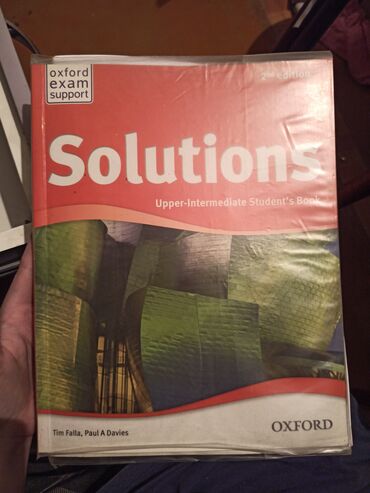 oxford
exam
support
2nd edition
Solutions
Upper-Intermediate Student's Book
Tim Falla, Paul A Davies
OXFORD